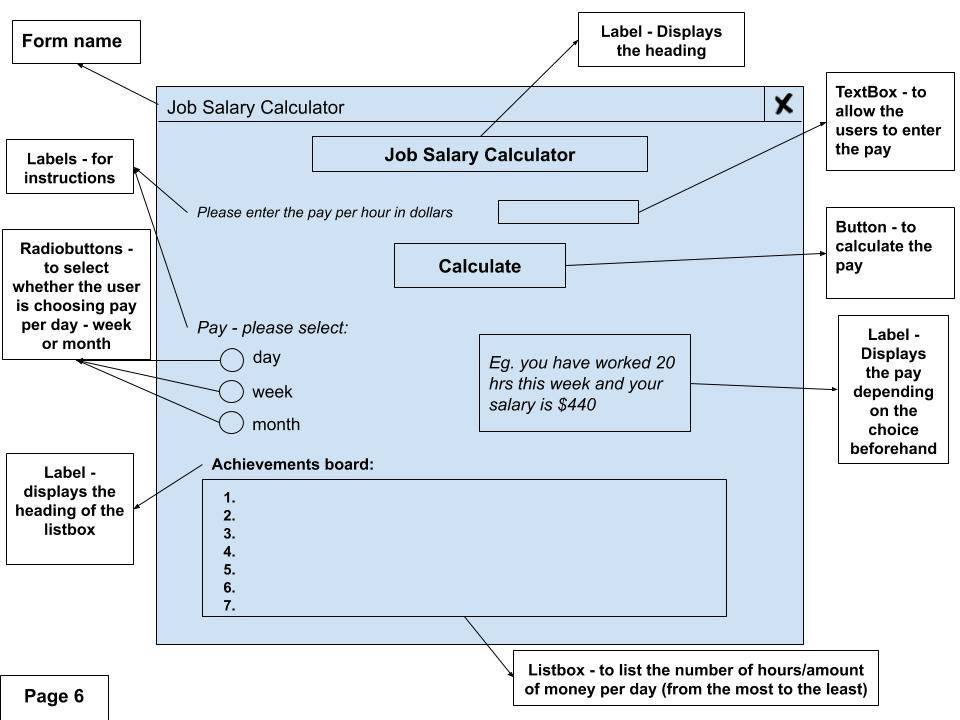 Form name
Label - Displays
the heading
Job Salary Calculator
X
TextBox - to
allow the
users to enter
the pay
Job Salary Calculator
Labels - for
instructions
Please enter the pay per hour in dollars
Button - to
calculate the
pay
Radiobuttons -
to select
whether the user
is choosing pay
per day - week
or month
Calculate
Pay - please select:
day
week
month
Eg. you have worked 20
hrs this week and your
salary is $440
Label -
Displays
the pay
depending
on the
choice
beforehand
Label -
displays the
heading of the
listbox
Achievements board:
1.
2.
3.
4.
5.
6.
7.
Listbox - to list the number of hours/amount
of money per day (from the most to the least)
Page 6